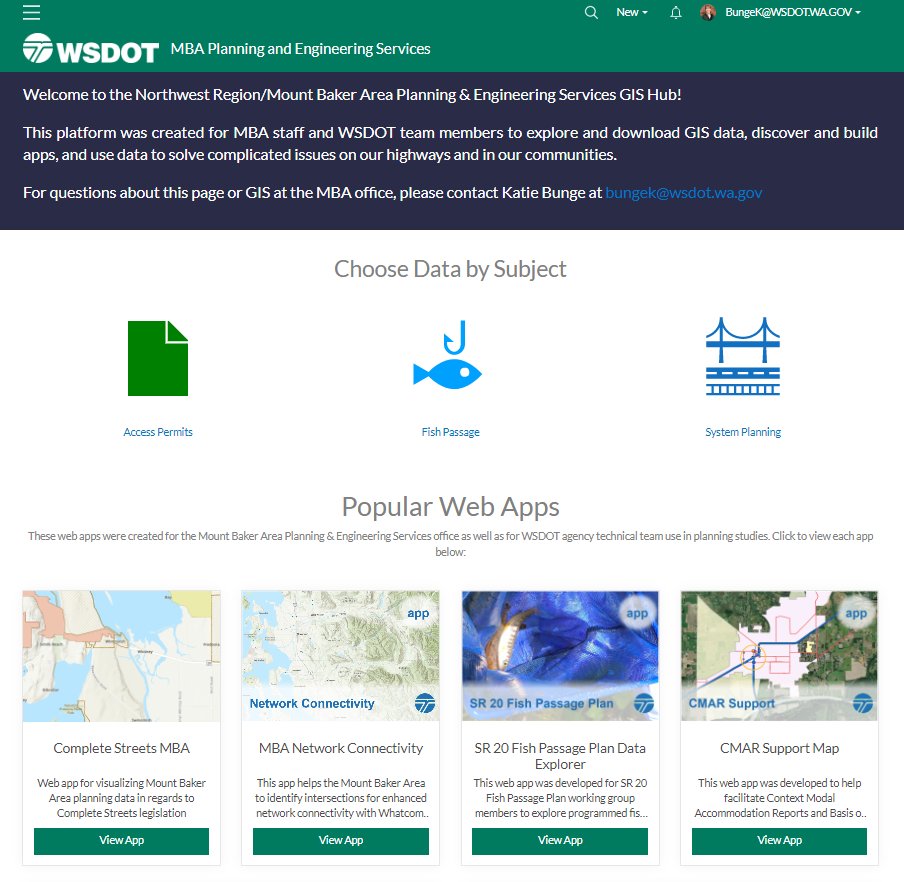 New
BungeK@WSDOT.WA.GOV
WSDOT MBA Planning and Engineering Services
Welcome to the Northwest Region/Mount Baker Area Planning & Engineering Services GIS Hub!
This platform was created for MBA staff and WSDOT team members to explore and download GIS data, discover and build
apps, and use data to solve complicated issues on our highways and in our communities.
For questions about this page or GIS at the MBA office, please contact Katie Bunge at bungek@wsdot.wa.gov
Choose Data by Subject
Access Permits
Fish Passage
System Planning
Popular Web Apps
These web apps were created for the Mount Baker Area Planning & Engineering Services office as well as for WSDOT agency technical team use in planning studies. Click to view each app
below:
Complete Streets MBA
Web app for visualizing Mount Baker
Area planning data in regards to
Complete Streets legislation
View App
app
Network Connectivity
MBA Network Connectivity
This app helps the Mount Baker Area
to identify intersections for enhanced
network connectivity with Whatcom..
View App
app
SR 20 Fish Passage Plan
SR 20 Fish Passage Plan Data
Explorer
This web app was developed for SR 20
Fish Passage Plan working group
members to explore programmed fis...
View App
app
CMAR Support
CMAR Support Map
This web app was developed to help
facilitate Context Modal
Accommodation Reports and Basis o..
View App